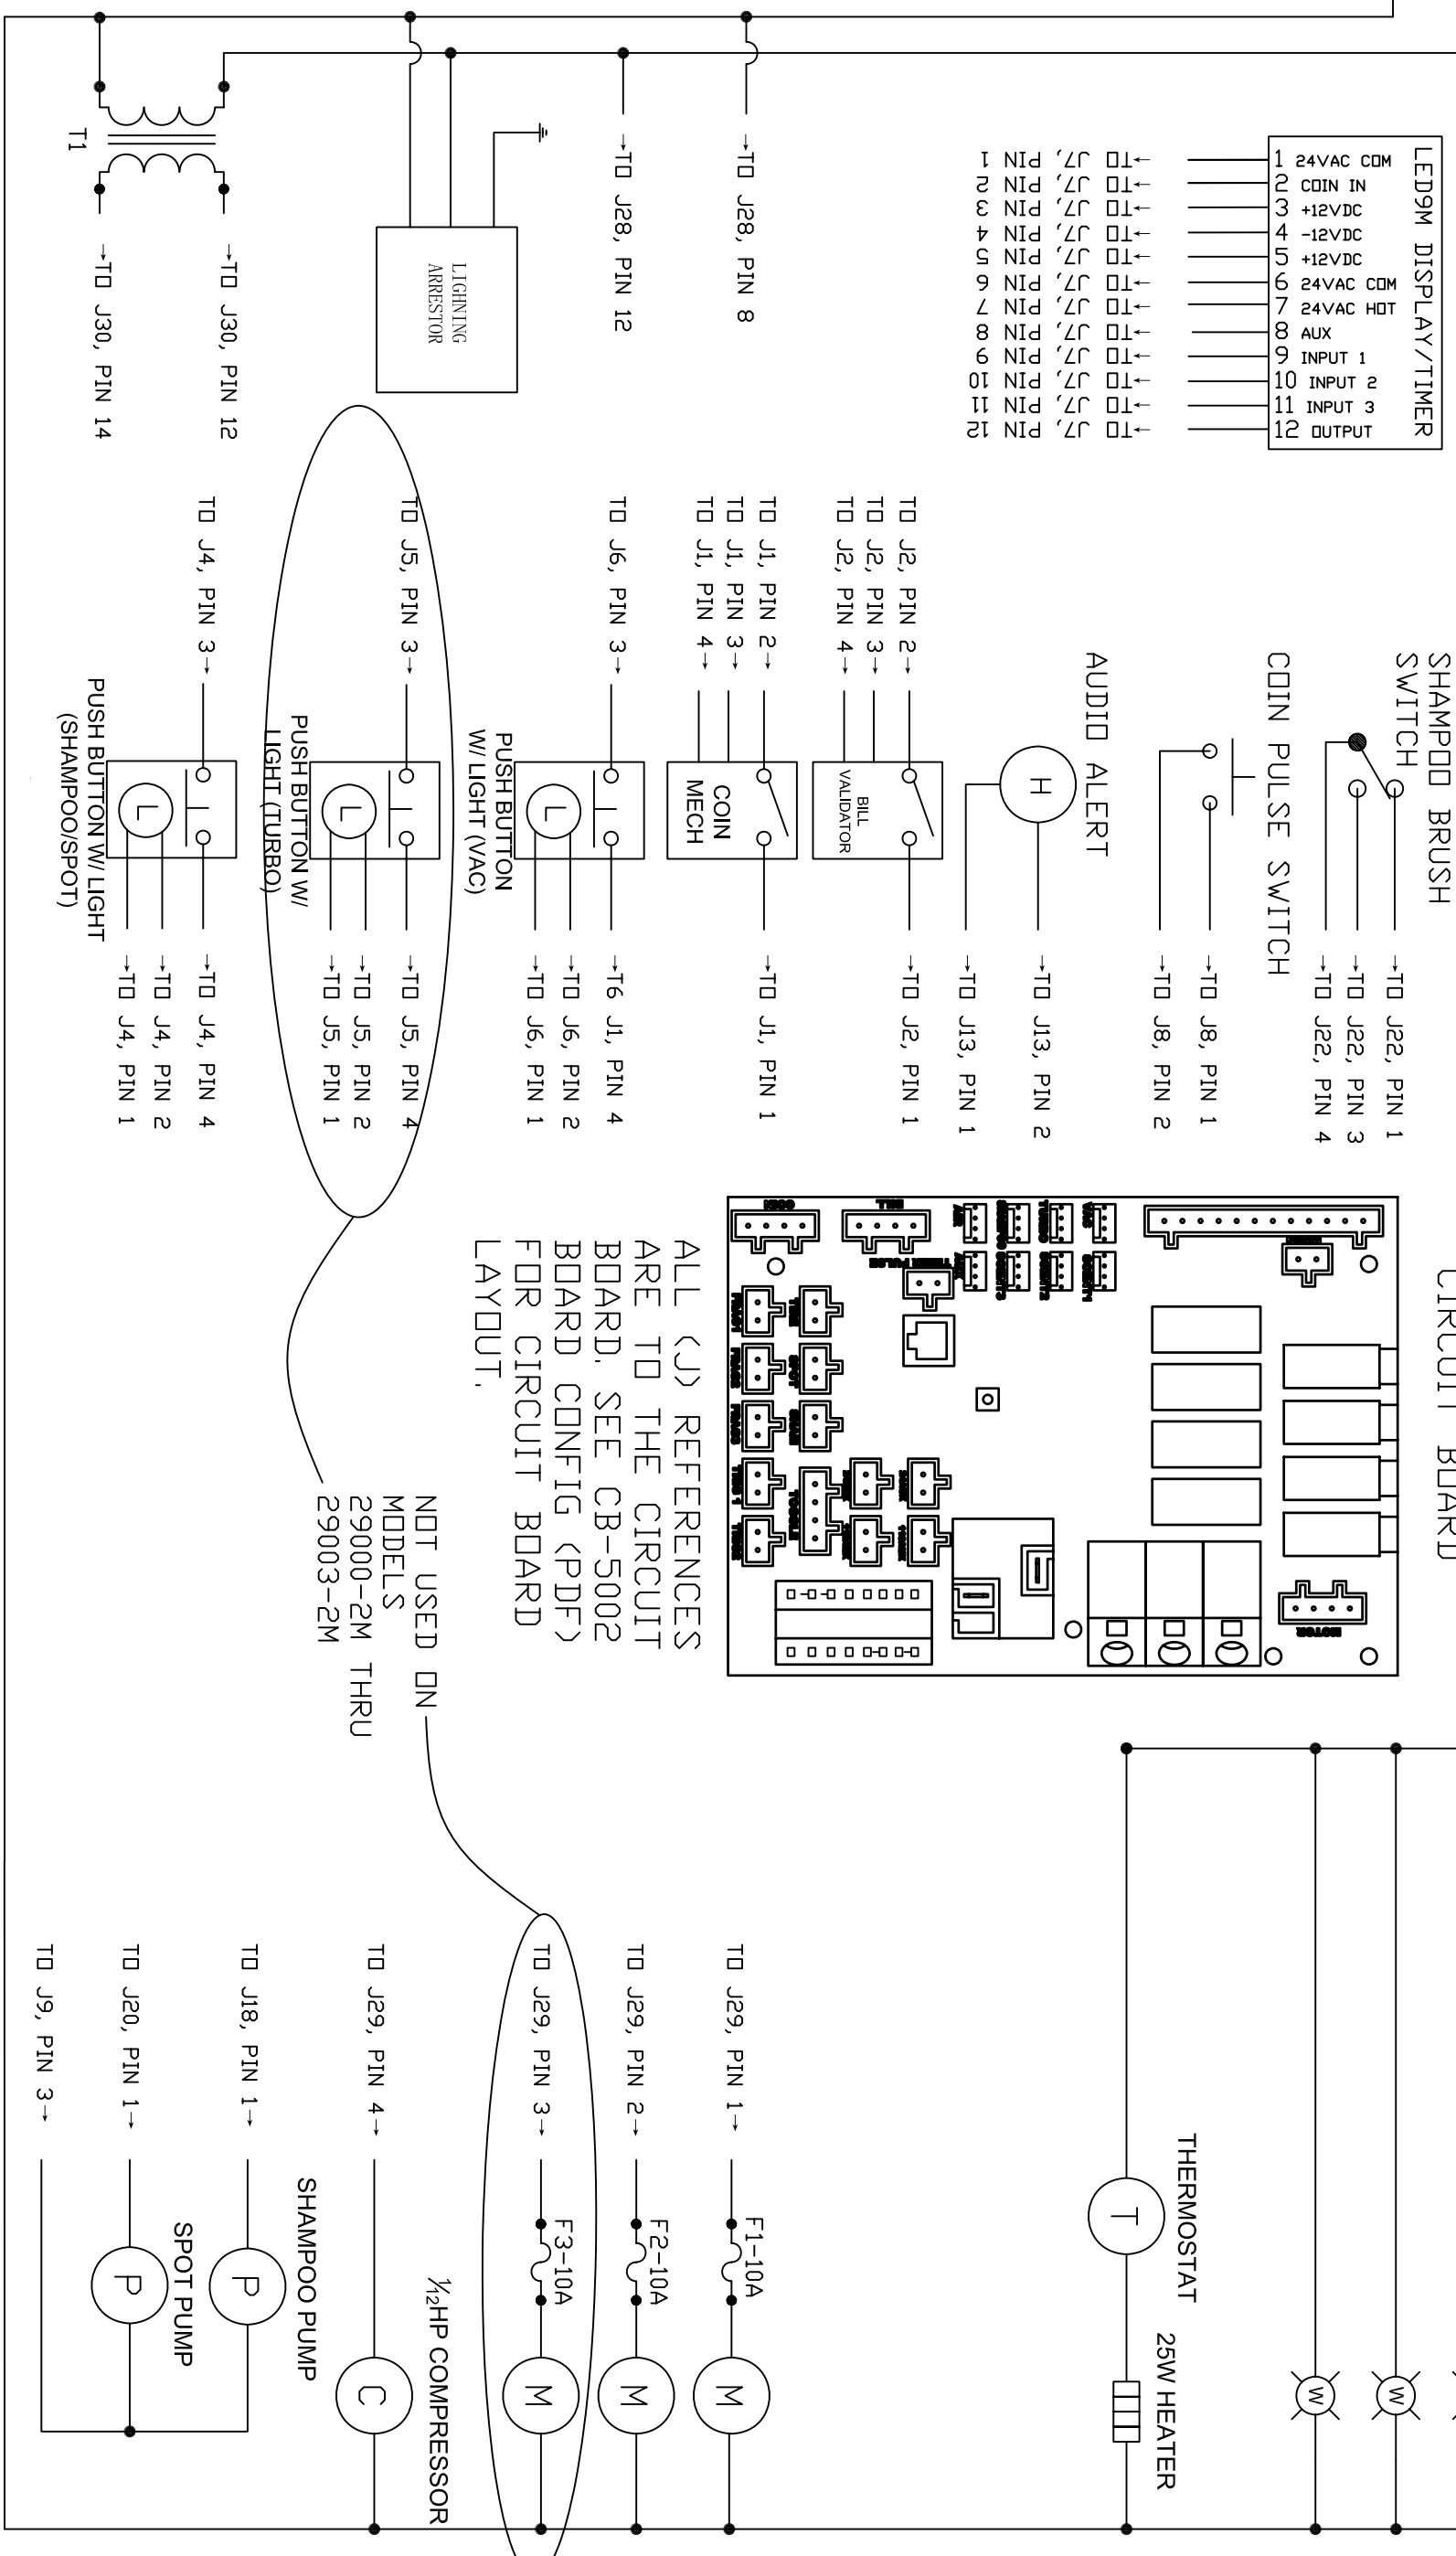 LED9M DISPLAY/TIMER
1 24VAC COM
2 COIN IN
3 +12VDC
4 -12VDC
5 +12VDC
6 24VAC COM
7 24VAC HOT
8 AUX
9 INPUT 1
10 INPUT 2
11 INPUT 3
12 OUTPUT
TO J7, PIN 1
TO J7, PIN 2
TO J7, PIN 3
TO J7, PIN 4
TO J7, PIN 5
TO J7, PIN 6
TO J7, PIN 7
TO J7, PIN 8
TO J7, PIN 9
TO J7, PIN 10
TO J7, PIN 11
TO J7, PIN 12
TO J28, PIN 8
TO J28, PIN 12
LIGHNING
ARRESTOR
T1
TO J30, PIN 12
TO J30, PIN 14
SHAMPOO BRUSH
SWITCH
TO J22, PIN 1
TO J22, PIN 3
TO J22, PIN 4
COIN PULSE SWITCH
TO J8, PIN 1
TO J8, PIN 2
AUDIO ALERT
H
TO J13, PIN 2
TO J13, PIN 1
TO J2, PIN 2
TO J2, PIN 3
TO J2, PIN 4
BILL
VALIDATOR
TO J2, PIN 1
TO J1, PIN 2
TO J1, PIN 3
TO J1, PIN 4
COIN
MECH
TO J1, PIN 1
TO J6, PIN 3
L
PUSH BUTTON
W/ LIGHT (VAC)
T6 J1, PIN 4
TO J6, PIN 2
TO J6, PIN 1
TO J5, PIN 3
L
PUSH BUTTON W/
LIGHT (TURBO)
TO J5, PIN 4
TO J5, PIN 2
TO J5, PIN 1
TO J4, PIN 3
L
PUSH BUTTON W/ LIGHT
(SHAMPOO/SPOT)
TO J4, PIN 4
TO J4, PIN 2
TO J4, PIN 1
CIRCUIT BOARD
VAC
TURBO
AIR
AUX
BILL
COIN
TIMER PULSE
SPOT
TOGGLE
MOTOR
ALL (J) REFERENCES
ARE TO THE CIRCUIT
BOARD. SEE CB-5002
BOARD CONFIG (PDF)
FOR CIRCUIT BOARD
LAYOUT.
NOT USED ON
MODELS
29000-2M THRU
29003-2M
W
W
THERMOSTAT
T
25W HEATER
TO J29, PIN 1
F1-10A
M
TO J29, PIN 2
F2-10A
M
TO J29, PIN 3
F3-10A
M
TO J29, PIN 4
C
1/12HP COMPRESSOR
TO J18, PIN 1
P
SHAMPOO PUMP
TO J20, PIN 1
P
SPOT PUMP
TO J9, PIN 3